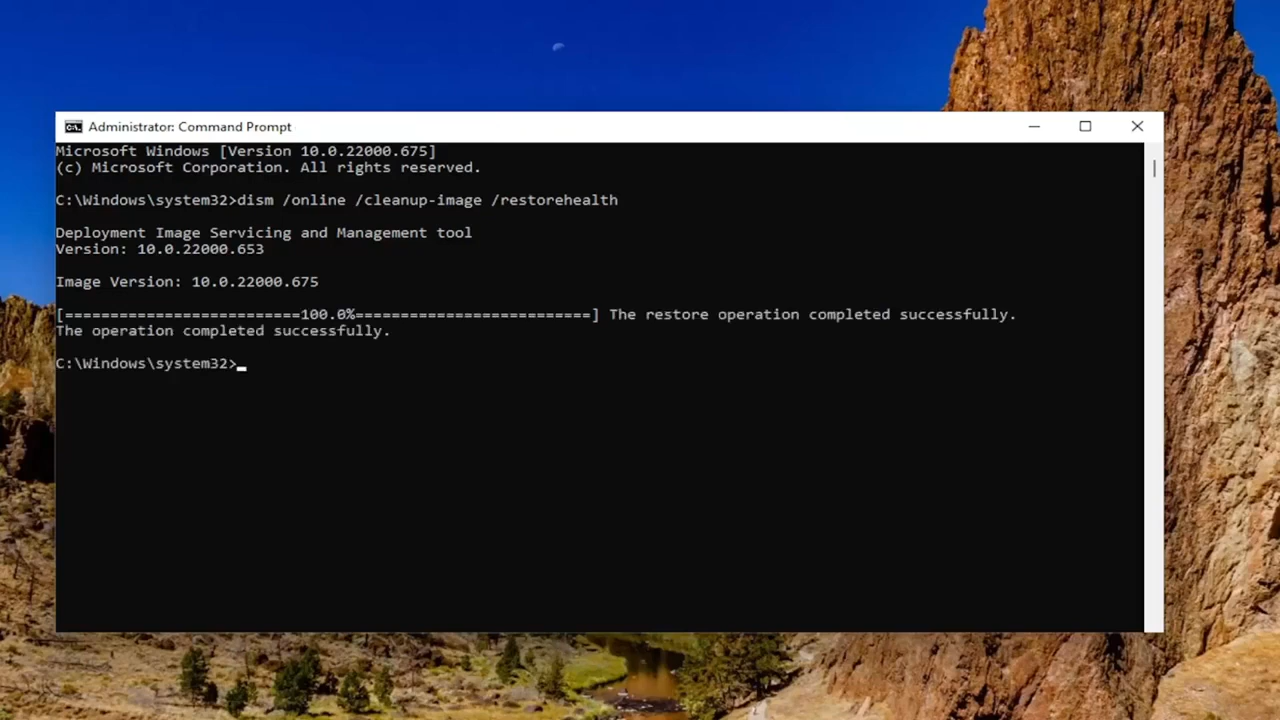 Administrator: Command Prompt
Microsoft Windows [Version 10.0.22000.675]
(c) Microsoft Corporation. All rights reserved.
C:\Windows\system32>dism /online /cleanup-image /restorehealth
Deployment Image Servicing and Management tool
Version: 10.0.22000.653
Image Version: 10.0.22000.675
[==========================100.0%==========================] The restore operation completed successfully.
The operation completed successfully.
C:\Windows\system32>